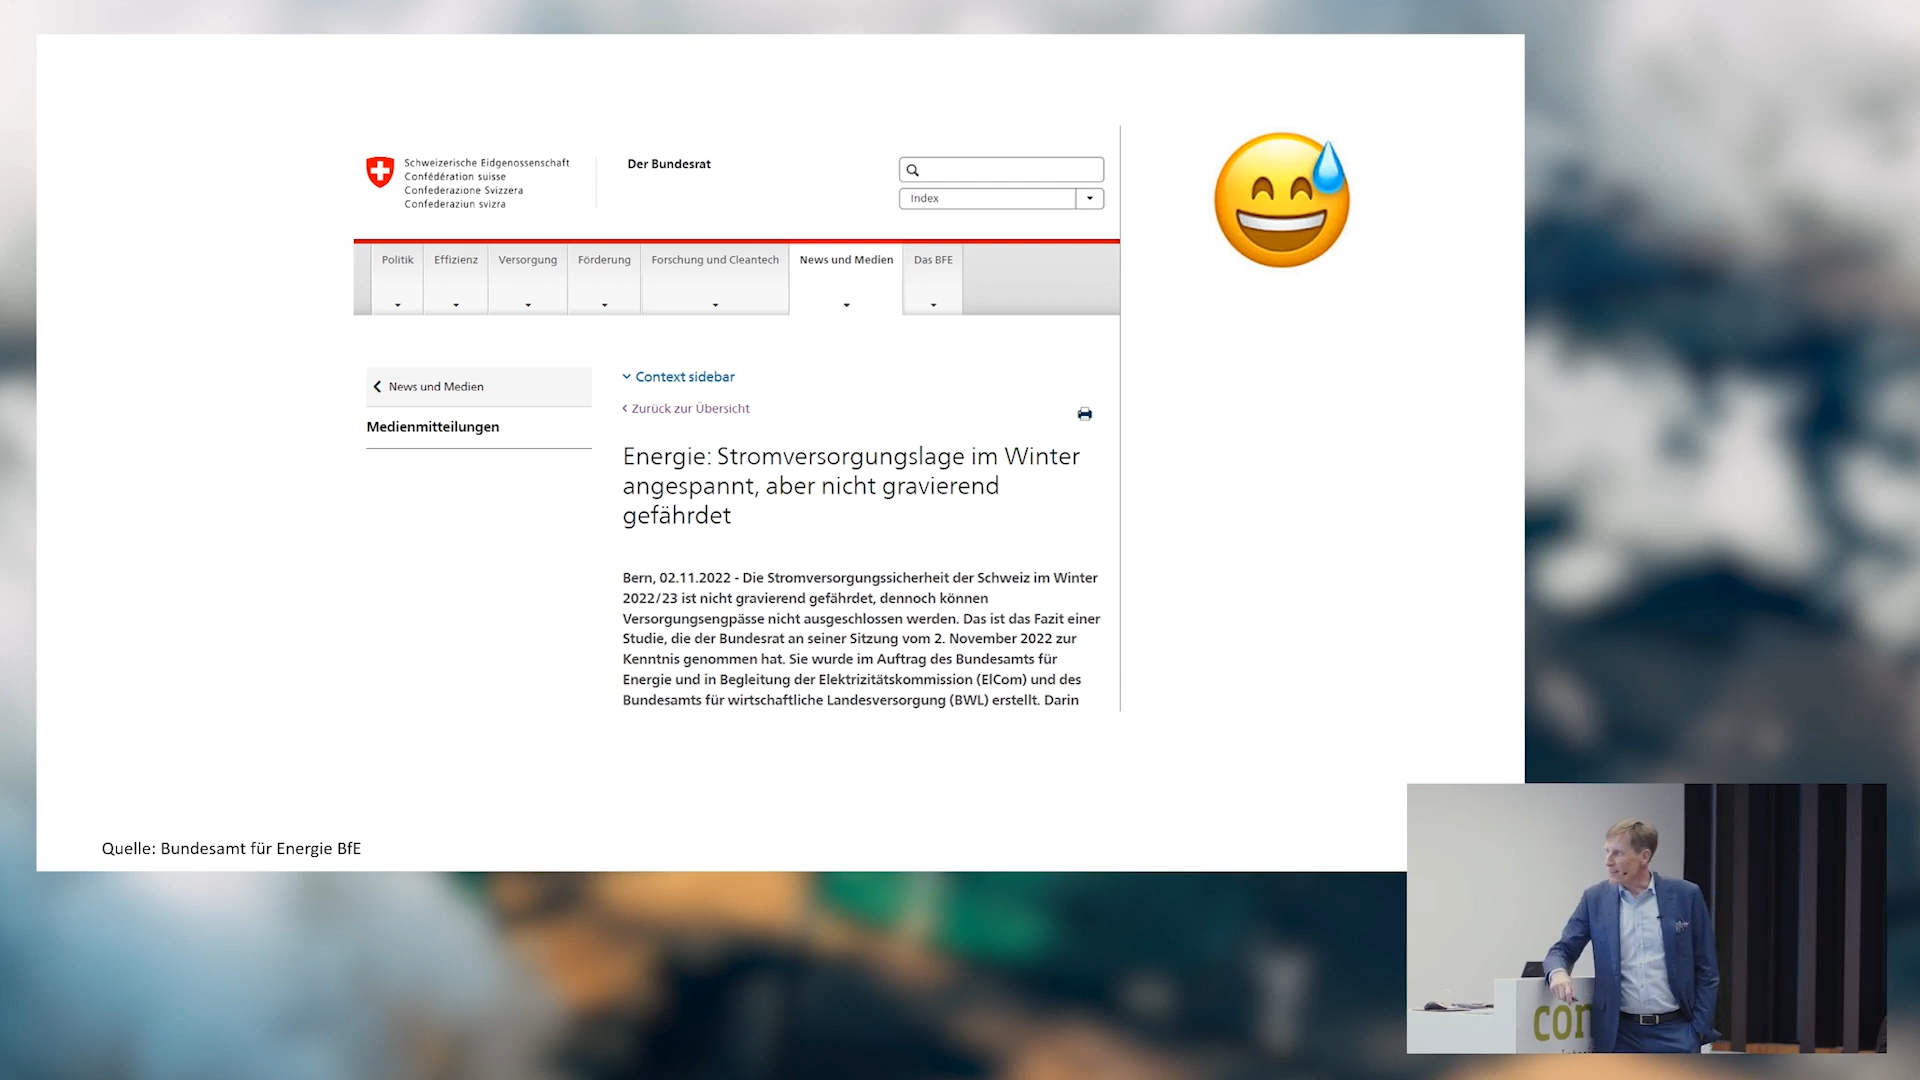 Schweizerische Eidgenossenschaft
Confédération suisse
Confederazione Svizzera
Confederaziun svizra
Der Bundesrat
Index
Politik
Effizienz
Versorgung
Förderung
Forschung und Cleantech
News und Medien
Das BFE
News und Medien
Medienmitteilungen
Context sidebar
Zurück zur Übersicht
Energie: Stromversorgungslage im Winter
angespannt, aber nicht gravierend
gefährdet
Bern, 02.11.2022 - Die Stromversorgungssicherheit der Schweiz im Winter
2022/23 ist nicht gravierend gefährdet, dennoch können
Versorgungsengpässe nicht ausgeschlossen werden. Das ist das Fazit einer
Studie, die der Bundesrat an seiner Sitzung vom 2. November 2022 zur
Kenntnis genommen hat. Sie wurde im Auftrag des Bundesamts für
Energie und in Begleitung der Elektrizitätskommission (ElCom) und des
Bundesamts für wirtschaftliche Landesversorgung (BWL) erstellt. Darin
Quelle: Bundesamt für Energie BfE
con